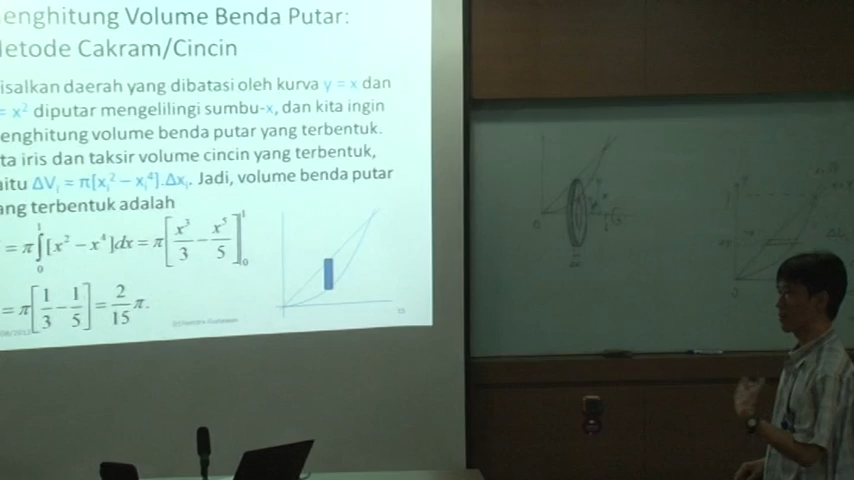 enghitung Volume Benda Putar:
etode Cakram/Cincin
isalkan daerah yang dibatasi oleh kurva y = x dan
= x² diputar mengelilingi sumbu-x, dan kita ingin
enghitung volume benda putar yang terbentuk.
ta iris dan taksir volume cincin yang terbentuk,
aitu ΔVᵢ = π[xᵢ² – xᵢ⁴].Δxᵢ. Jadi, volume benda putar
ang terbentuk adalah
= π∫₀¹[x² − x⁴]dx = π[x³/3 − x⁵/5]₀¹
= π[1/3 − 1/5] = 2/15 π.
15